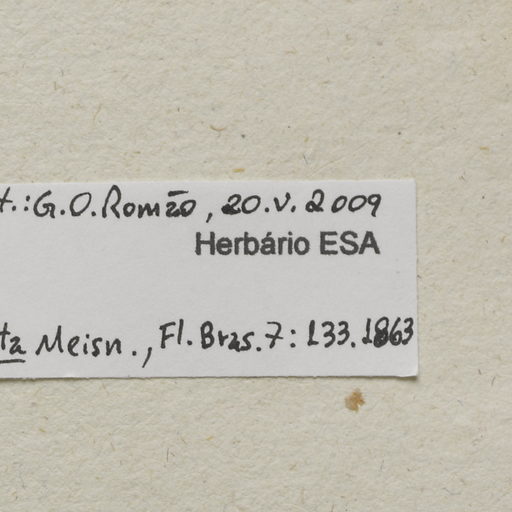 t.: G.O. Romão, 20.V.2009
Herbário ESA
ta Meisn., Fl. Bras. 7: 133. 1863